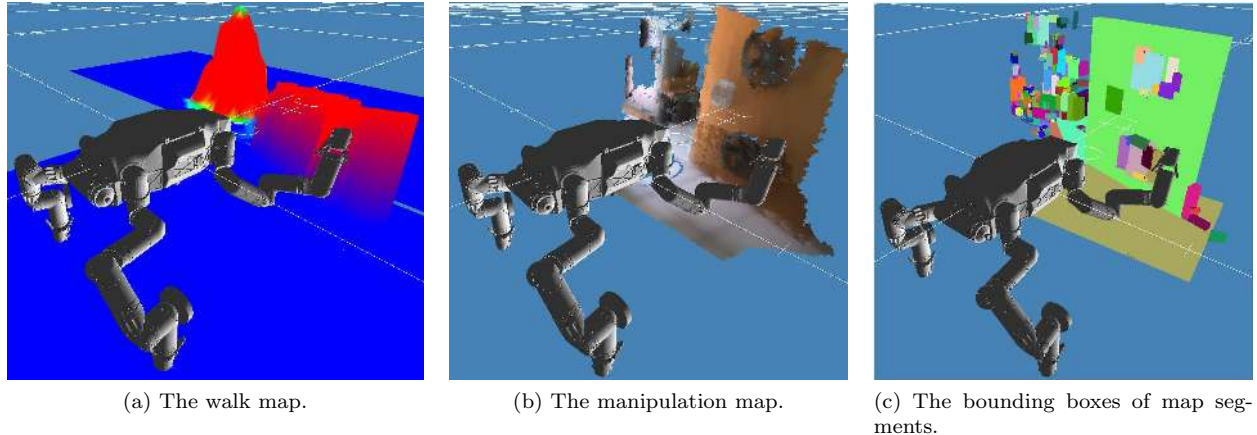 (a) The walk map.
(b) The manipulation map.
(c) The bounding boxes of map seg-
ments.